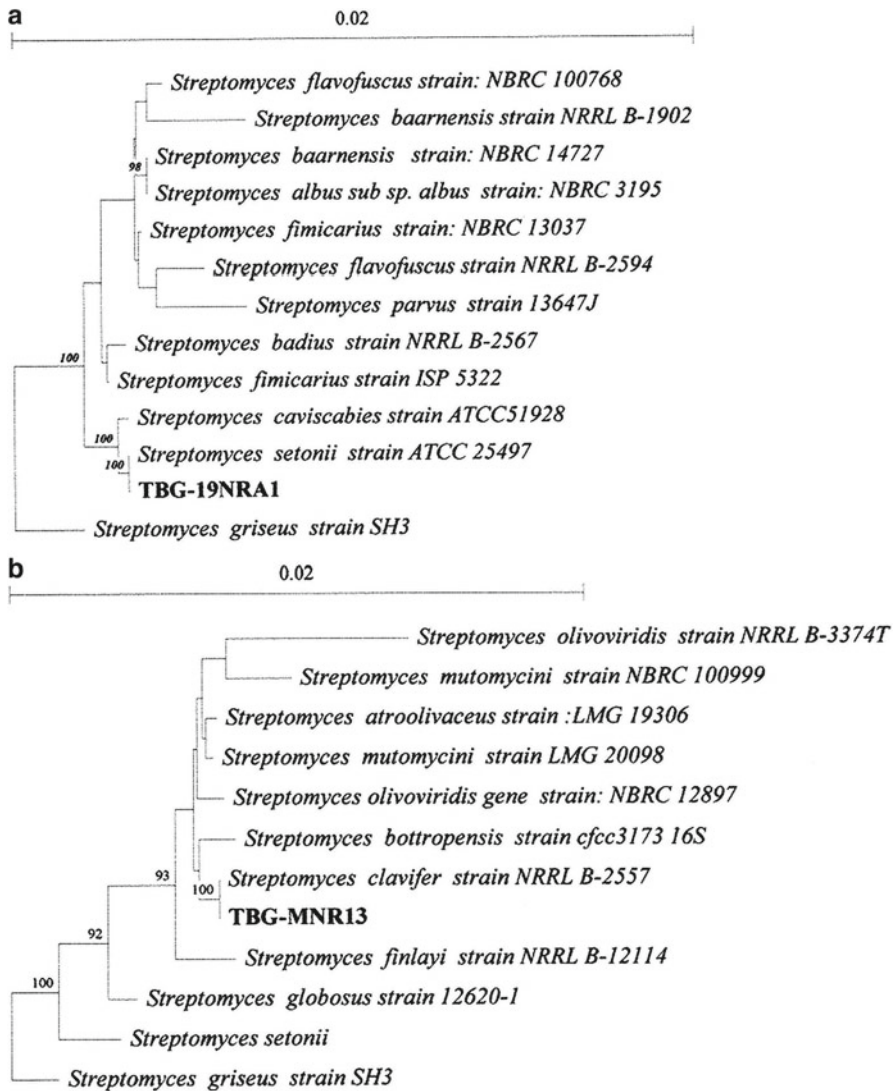 a
0.02
Streptomyces flavofuscus strain: NBRC 100768
Streptomyces baarnensis strain NRRL B-1902
98
Streptomyces baarnensis strain: NBRC 14727
Streptomyces albus sub sp. albus strain: NBRC 3195
Streptomyces fimicarius strain: NBRC 13037
Streptomyces flavofuscus strain NRRL B-2594
Streptomyces parvus strain 13647J
Streptomyces badius strain NRRL B-2567
100
Streptomyces fimicarius strain ISP 5322
Streptomyces caviscabies strain ATCC51928
100
Streptomyces setonii strain ATCC 25497
100
TBG-19NRA1
Streptomyces griseus strain SH3
b
0.02
Streptomyces olivoviridis strain NRRL B-3374T
Streptomyces mutomycini strain NBRC 100999
Streptomyces atroolivaceus strain :LMG 19306
Streptomyces mutomycini strain LMG 20098
Streptomyces olivoviridis gene strain: NBRC 12897
Streptomyces bottropensis strain cfcc3173 16S
93
Streptomyces clavifer strain NRRL B-2557
100
TBG-MNR13
92
Streptomyces finlayi strain NRRL B-12114
100
Streptomyces globosus strain 12620-1
Streptomyces setonii
Streptomyces griseus strain SH3